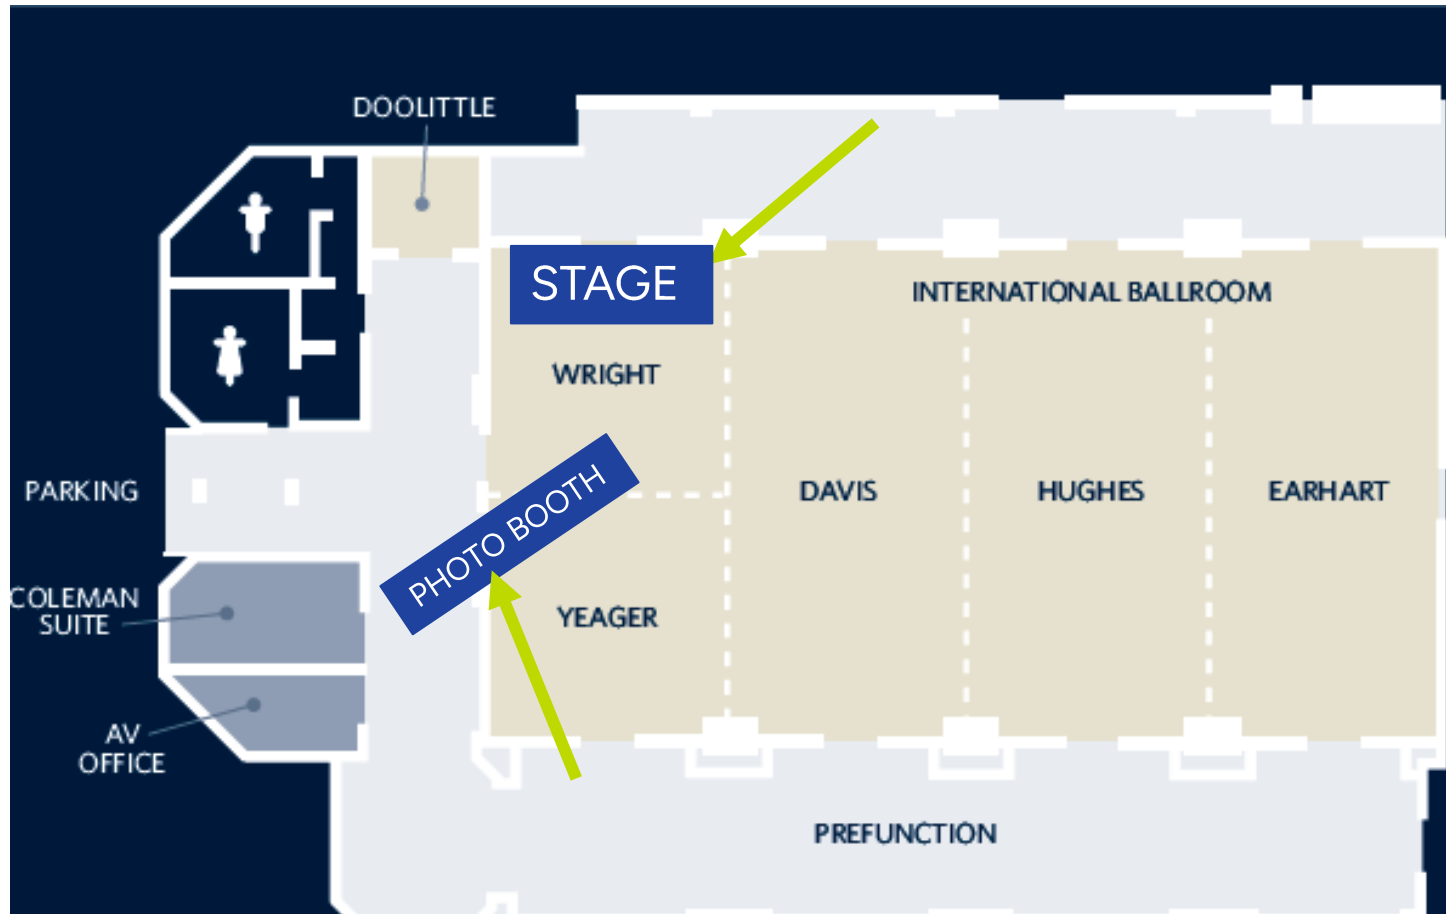 DOOLITTLE
STAGE
INTERNATIONAL BALLROOM
WRIGHT
PARKING
PHOTO BOOTH
DAVIS
HUGHES
EARHART
COLEMAN
SUITE
YEAGER
AV
OFFICE
PREFUNCTION